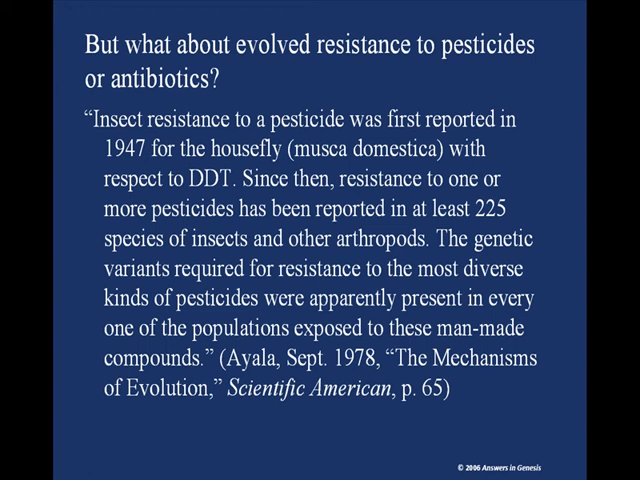 But what about evolved resistance to pesticides
or antibiotics?
“Insect resistance to a pesticide was first reported in
1947 for the housefly (musca domestica) with
respect to DDT. Since then, resistance to one or
more pesticides has been reported in at least 225
species of insects and other arthropods. The genetic
variants required for resistance to the most diverse
kinds of pesticides were apparently present in every
one of the populations exposed to these man-made
compounds.” (Ayala, Sept. 1978, “The Mechanisms
of Evolution,” Scientific American, p. 65)
© 2006 Answers in Genesis